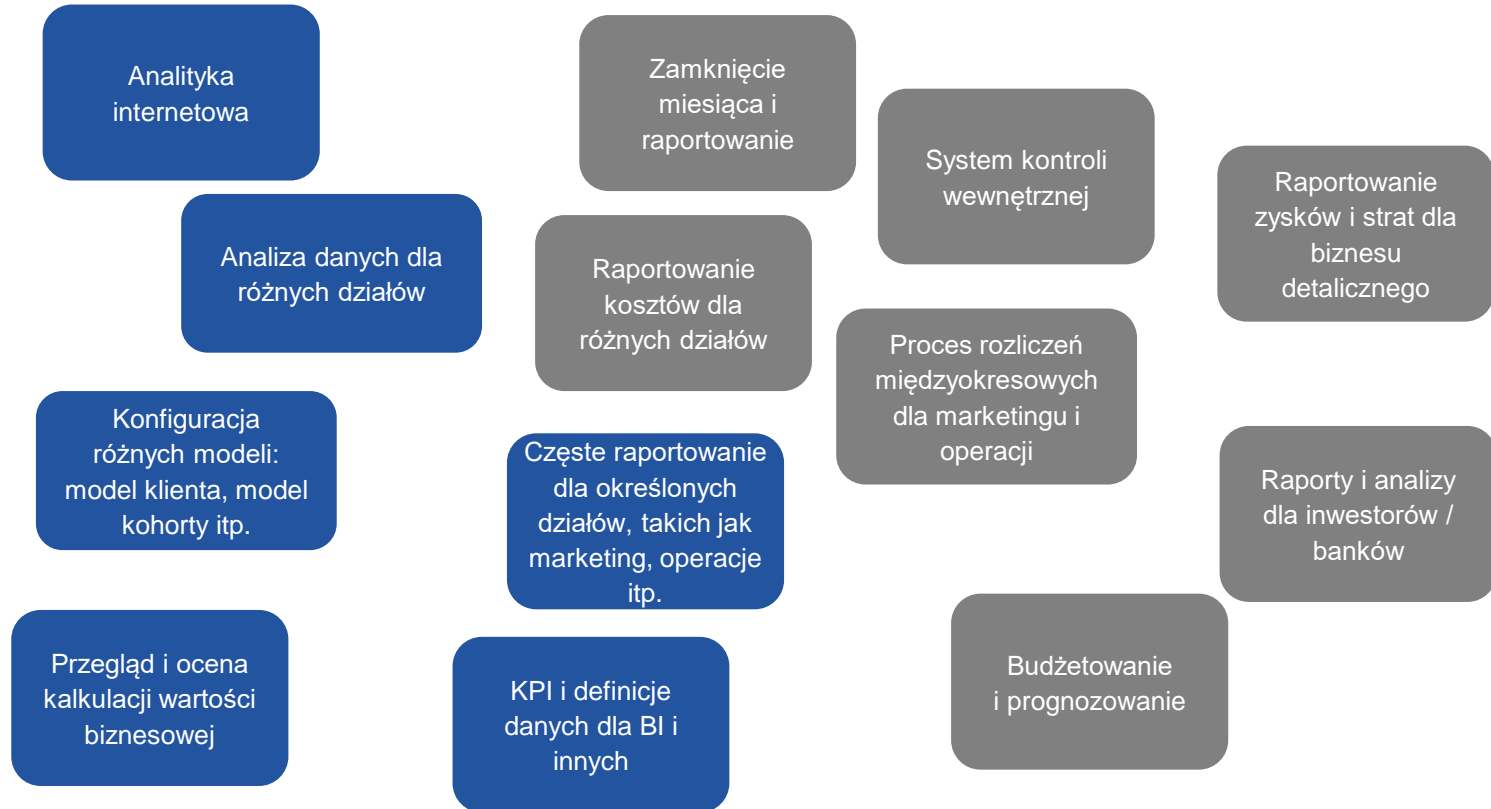 Analityka
internetowa
Zamknięcie
miesiąca i
raportowanie
System kontroli
wewnętrznej
Raportowanie
zysków i strat dla
biznesu
detalicznego
Analiza danych dla
różnych działów
Raportowanie
kosztów dla
różnych działów
Proces rozliczeń
międzyokresowych
dla marketingu i
operacji
Konfiguracja
różnych modeli:
model klienta, model
kohorty itp.
Częste raportowanie
dla określonych
działów, takich jak
marketing, operacje
itp.
Raporty i analizy
dla inwestorów /
banków
Przegląd i ocena
kalkulacji wartości
biznesowej
KPI i definicje
danych dla BI i
innych
Budżetowanie
i prognozowanie